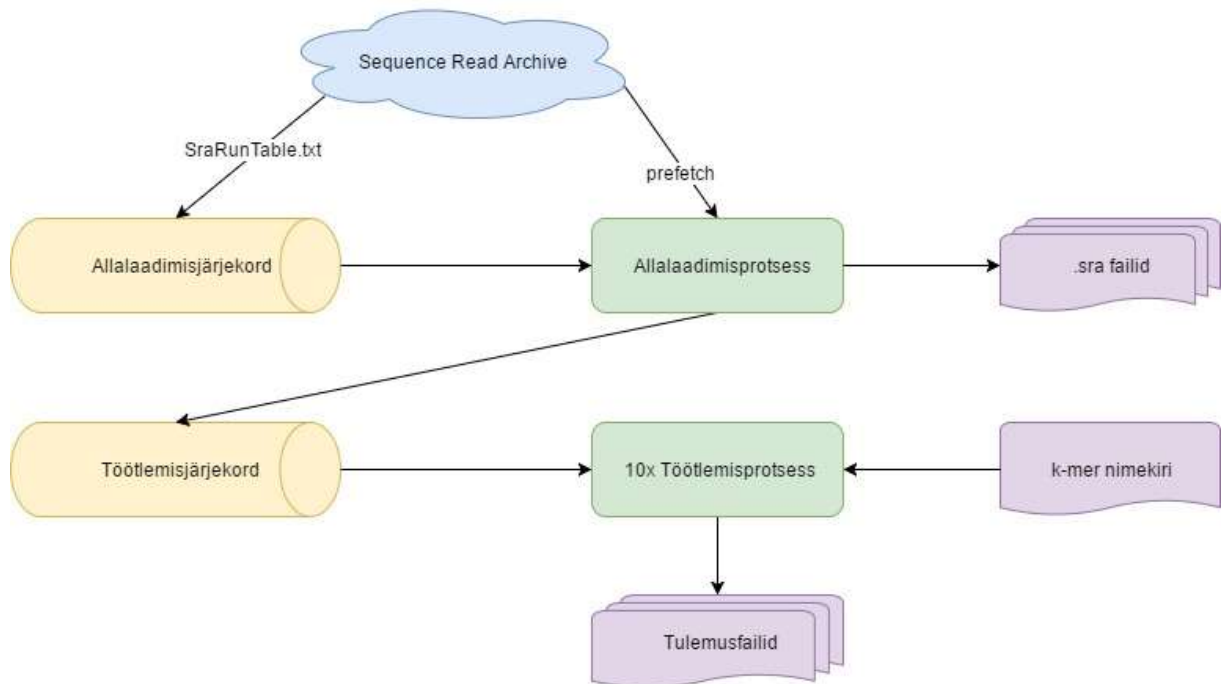 Sequence Read Archive
SraRunTable.txt
prefetch
Allalaadimisjärjekord
Allalaadimisprotsess
.sra failid
Töötlemisjärjekord
10x Töötlemisprotsess
k-mer nimekiri
Tulemusfailid